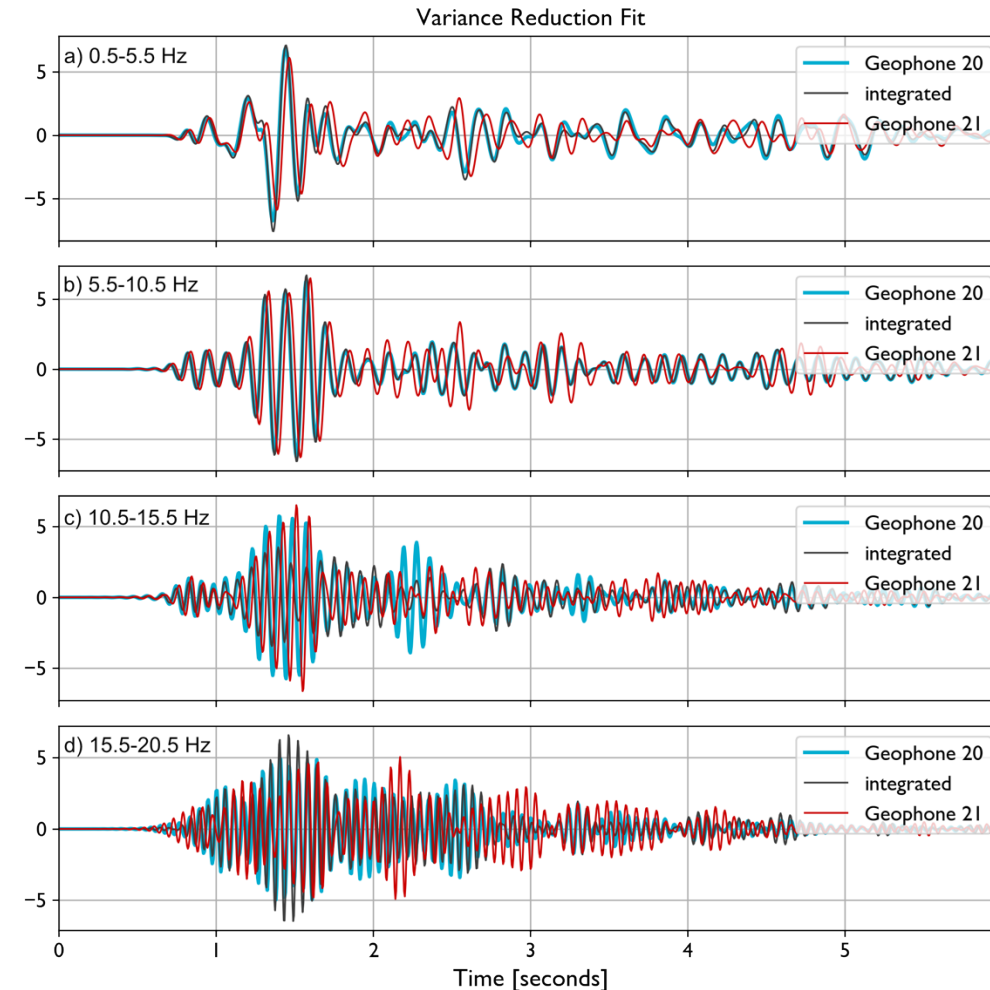 Variance Reduction Fit
a) 0.5-5.5 Hz
Geophone 20
integrated
Geophone 21
5
0
−5
b) 5.5-10.5 Hz
Geophone 20
integrated
Geophone 21
5
0
−5
c) 10.5-15.5 Hz
Geophone 20
integrated
Geophone 21
5
0
−5
d) 15.5-20.5 Hz
Geophone 20
integrated
Geophone 21
5
0
−5
0 1 2 3 4 5
Time [seconds]